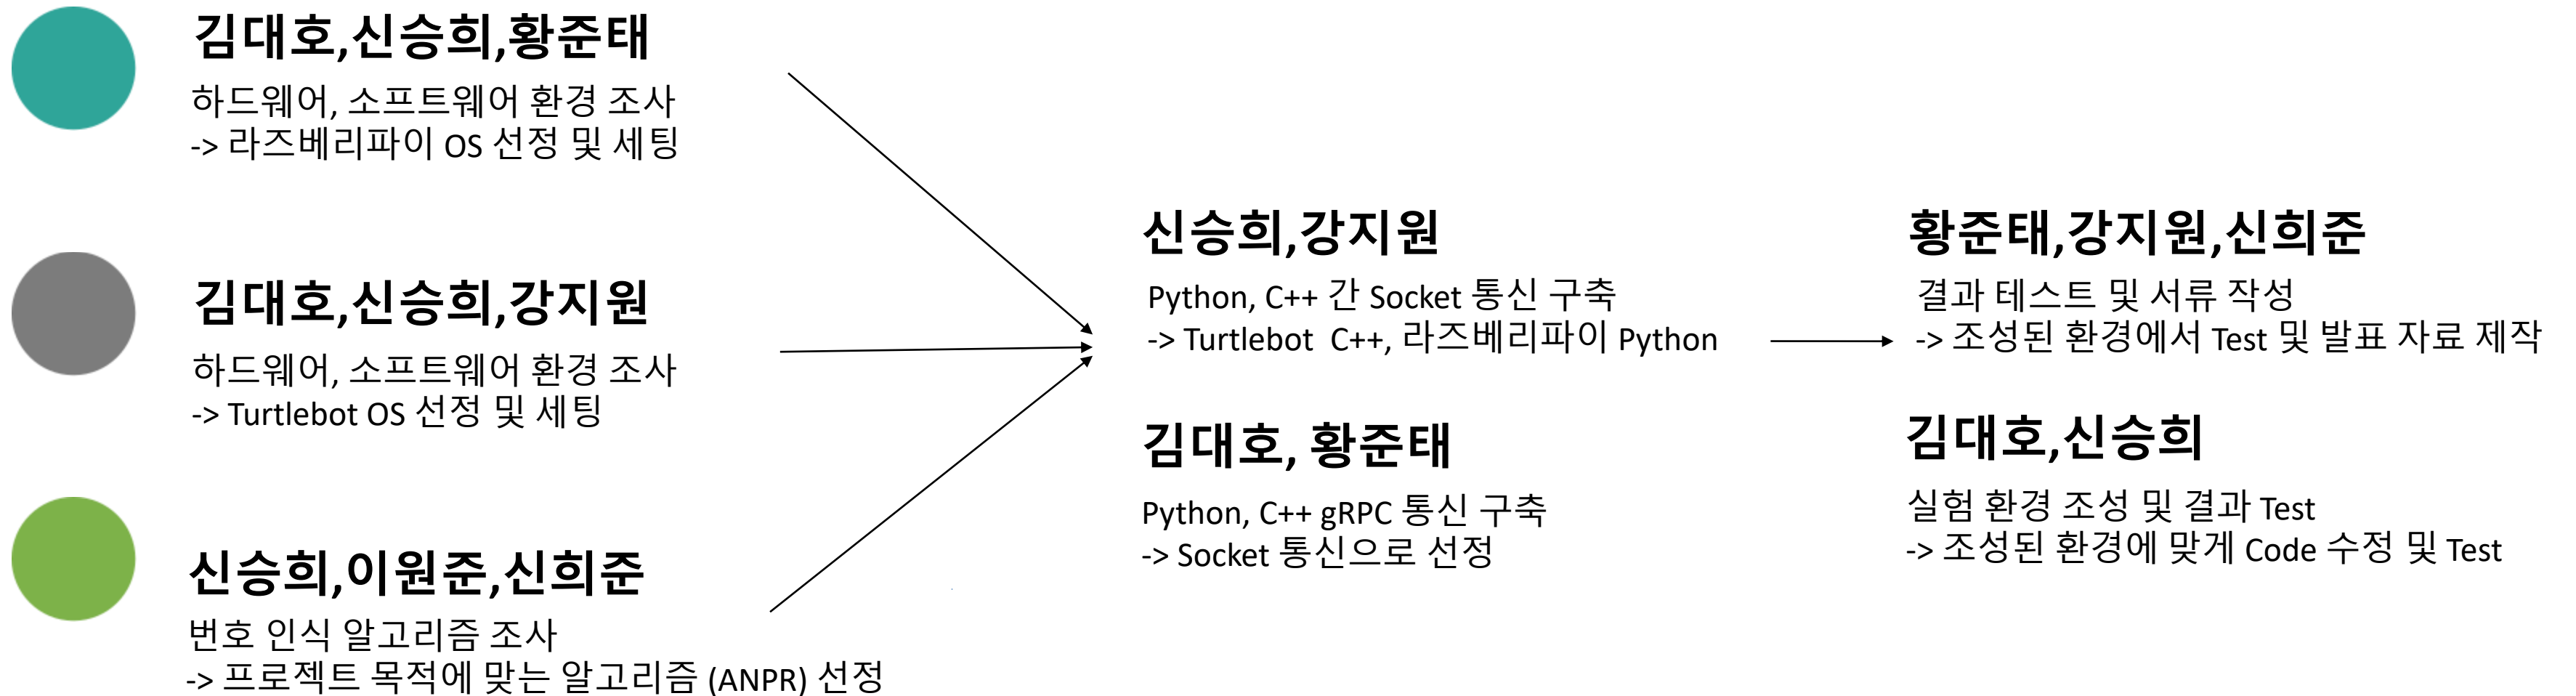 김대호,신승희,황준태
하드웨어, 소프트웨어 환경 조사
-> 라즈베리파이 OS 선정 및 세팅
김대호,신승희,강지원
하드웨어, 소프트웨어 환경 조사
-> Turtlebot OS 선정 및 세팅
신승희,이원준,신희준
번호 인식 알고리즘 조사
-> 프로젝트 목적에 맞는 알고리즘 (ANPR) 선정
신승희,강지원
Python, C++ 간 Socket 통신 구축
-> Turtlebot C++, 라즈베리파이 Python
김대호, 황준태
Python, C++ gRPC 통신 구축
-> Socket 통신으로 선정
황준태,강지원,신희준
결과 테스트 및 서류 작성
-> 조성된 환경에서 Test 및 발표 자료 제작
김대호,신승희
실험 환경 조성 및 결과 Test
-> 조성된 환경에 맞게 Code 수정 및 Test